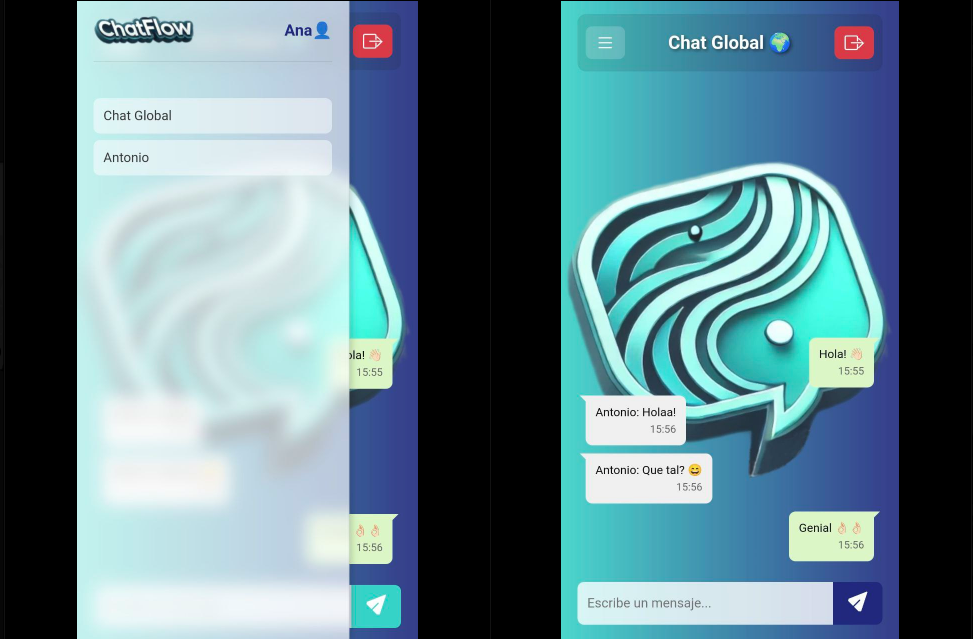 ChatFlow
Ana👤
Chat Global
Antonio
ola! 👋🏻
15:55
👌🏻 👌🏻
15:56
Chat Global 🌍
Hola! 👋🏻
15:55
Antonio: Holaa!
15:56
Antonio: Que tal? 😄
15:56
Genial 👌🏻 👌🏻
15:56
Escribe un mensaje...